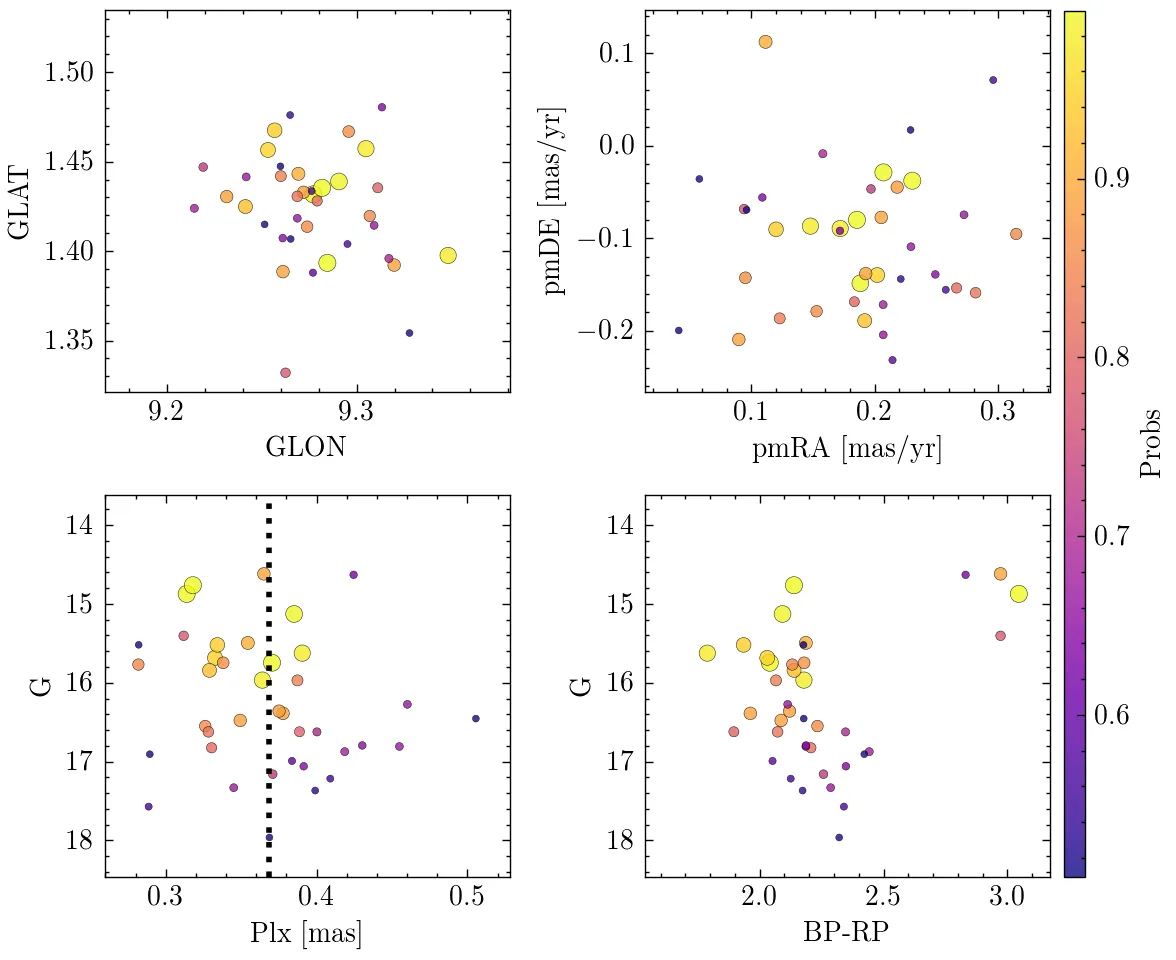 1.50
1.45
1.40
1.35
GLAT
9.2 9.3
GLON
0.1
0.0
−0.1
−0.2
pmDE [mas/yr]
0.1 0.2 0.3
pmRA [mas/yr]
14
15
16
17
18
G
0.3 0.4 0.5
Plx [mas]
14
15
16
17
18
G
2.0 2.5 3.0
BP-RP
0.9
0.8
0.7
0.6
Probs